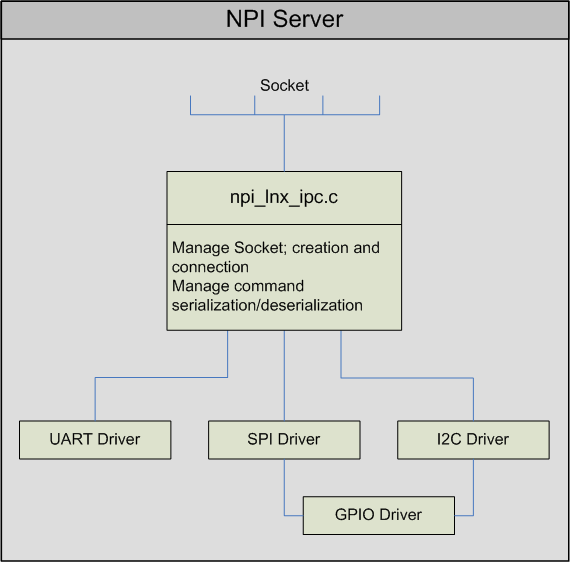 NPI Server
Socket
npi_lnx_ipc.c
Manage Socket; creation and
connection
Manage command
serialization/deserialization
UART Driver
SPI Driver
I2C Driver
GPIO Driver